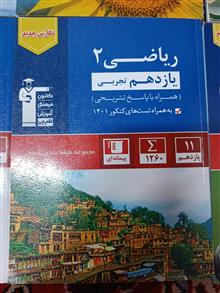 نگارش جدید
ریاضی ۲
یازدهم تجربی
(همراه با پاسخ تشریحی)
به همراه تست‌های کنکور ۱۴۰۱
کانون
فرهنگی
آموزش
۱۱
یازدهم
Σ
۱۲۶۰
پیمانه‌ای